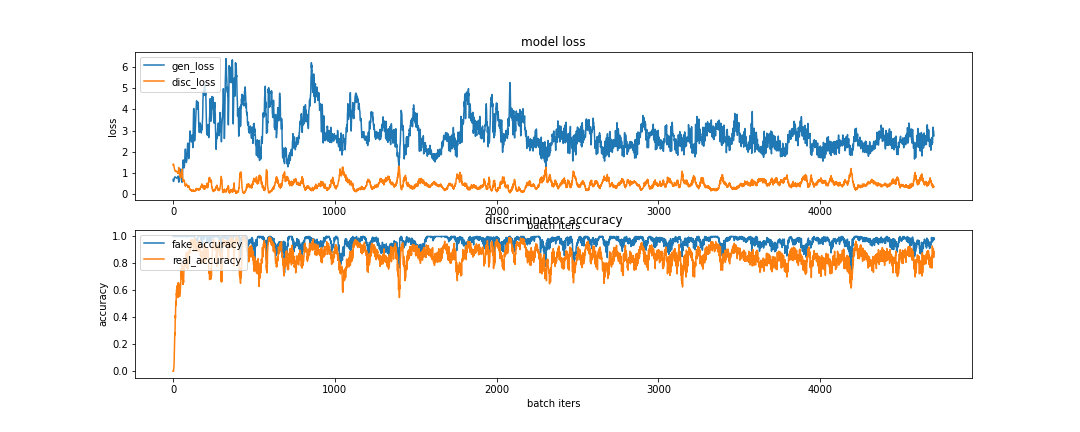 model loss
gen_loss
disc_loss
loss
6
5
4
3
2
1
0
0 1000 2000 3000 4000
batch iters
discriminator accuracy
fake_accuracy
real_accuracy
accuracy
1.0
0.8
0.6
0.4
0.2
0.0
0 1000 2000 3000 4000
batch iters